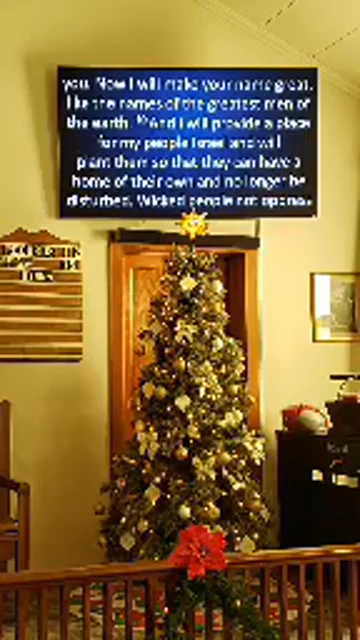 you. Now I will make your name great,
like the names of the greatest men of
the earth. 10 And I will provide a place
for my people Israel and will
plant them so that they can have a
home of their own and no longer be
disturbed. Wicked people not oppress